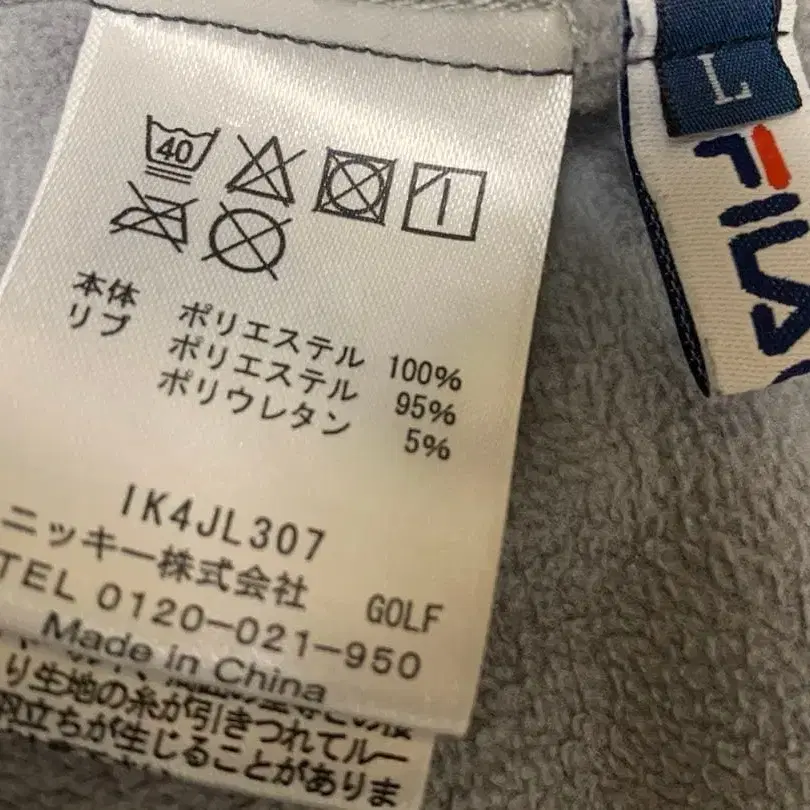 L
FILA
40
本体 ポリエステル 100%
リブ ポリエステル 95%
ポリウレタン 5%
IK4JL307
ニッキー株式会社 GOLF
TEL 0120-021-950
Made in China
り生地の糸が引きつれてルー
立ちが生じることがありま